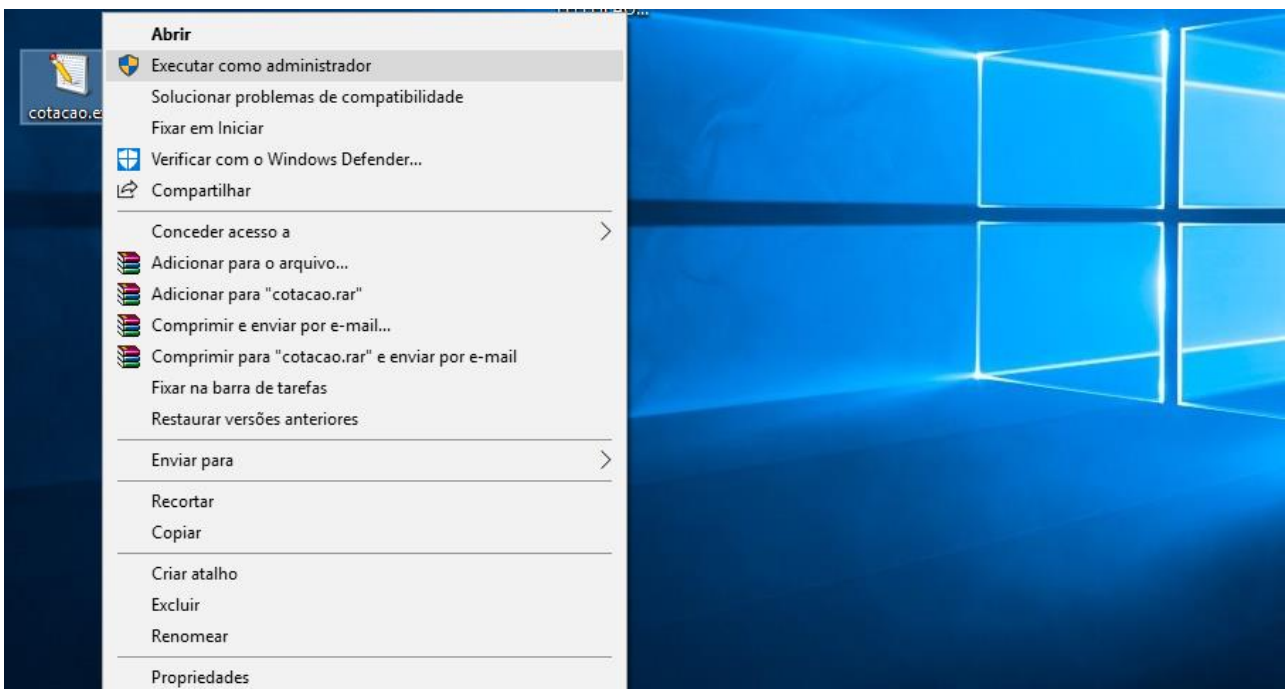 Abrir
cotacao.e
Executar como administrador
Solucionar problemas de compatibilidade
Fixar em Iniciar
Verificar com o Windows Defender...
Compartilhar
Conceder acesso a
Adicionar para o arquivo...
Adicionar para "cotacao.rar"
Comprimir e enviar por e-mail...
Comprimir para "cotacao.rar" e enviar por e-mail
Fixar na barra de tarefas
Restaurar versões anteriores
Enviar para
Recortar
Copiar
Criar atalho
Excluir
Renomear
Propriedades